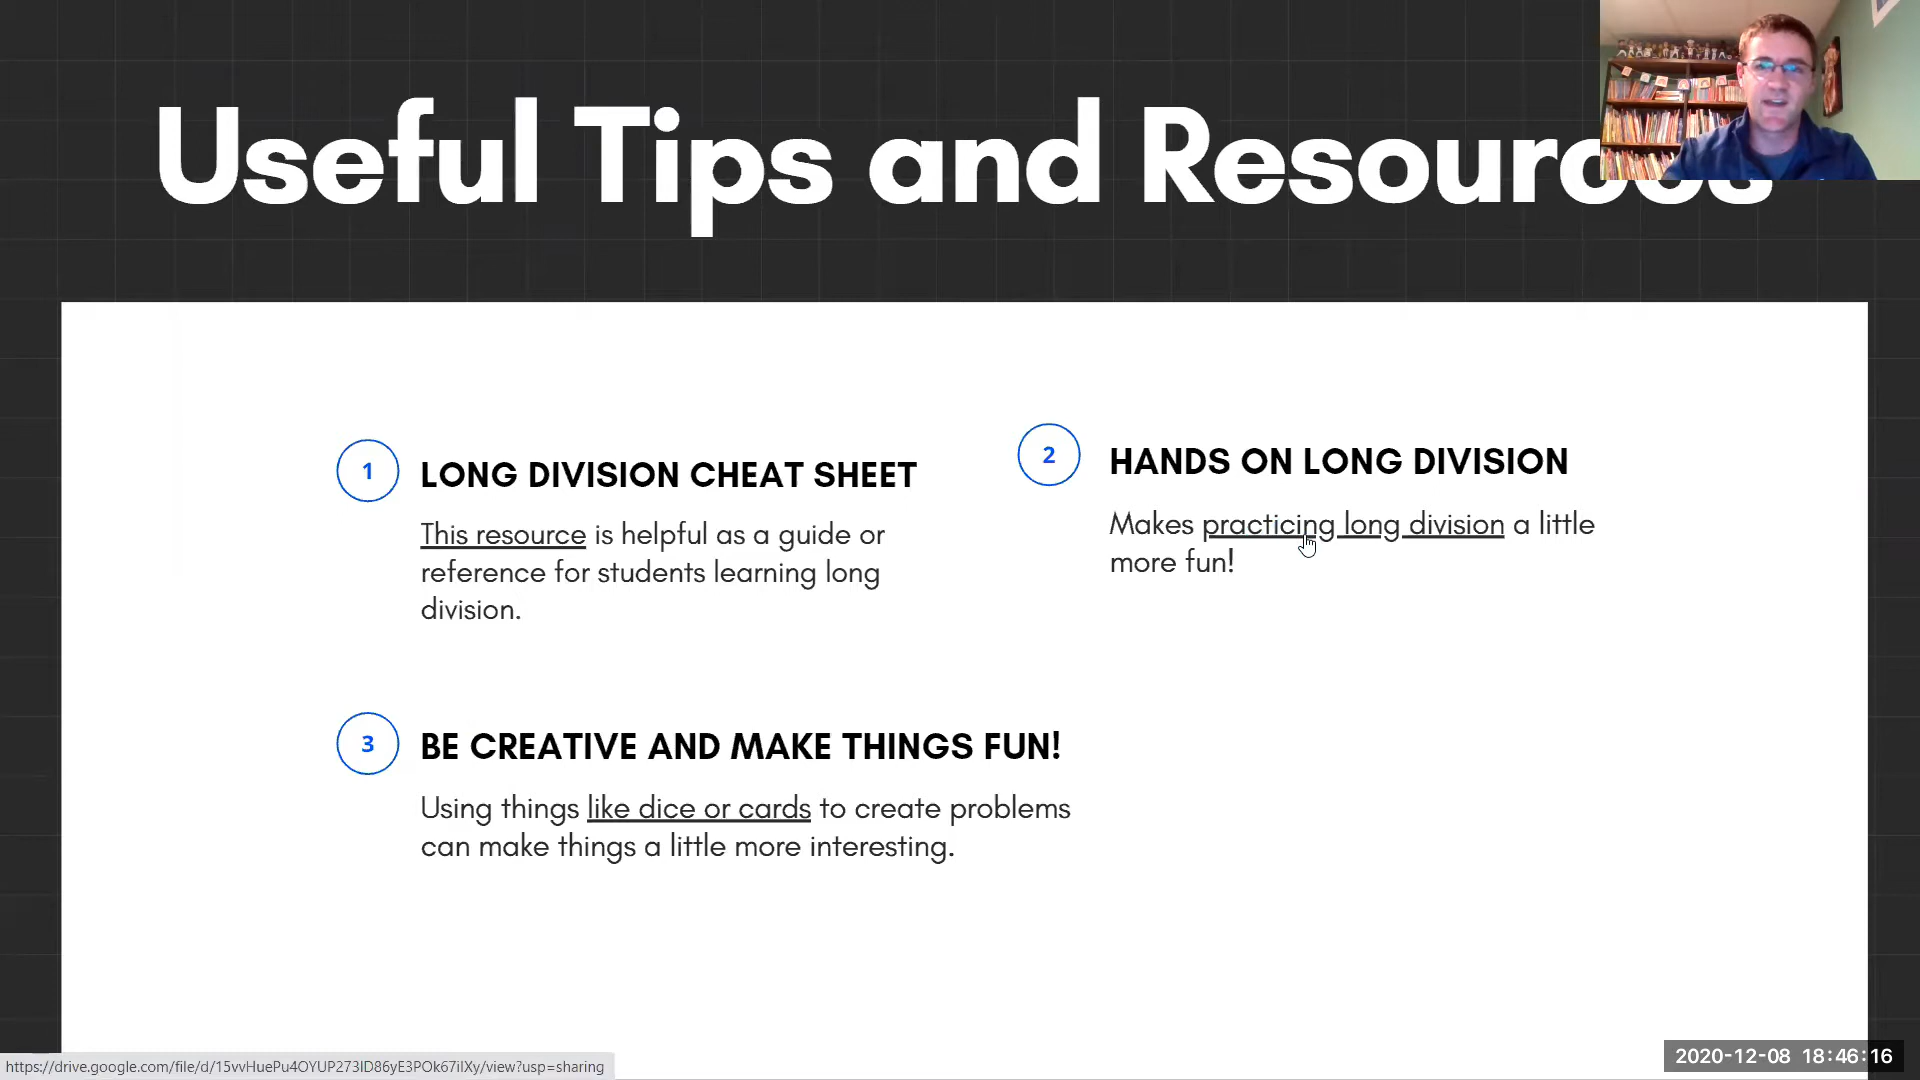 Useful Tips and Resources
1
LONG DIVISION CHEAT SHEET
This resource is helpful as a guide or
reference for students learning long
division.
2
HANDS ON LONG DIVISION
Makes practicing long division a little
more fun!
3
BE CREATIVE AND MAKE THINGS FUN!
Using things like dice or cards to create problems
can make things a little more interesting.
https://drive.google.com/file/d/15vvHuePu4OYUP273ID86yE3POk67iIXy/view?usp=sharing
2020-12-08 18:46:16